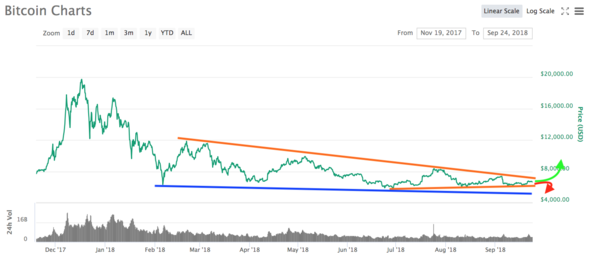 Bitcoin Charts
Linear Scale Log Scale
Zoom 1d 7d 1m 3m 1y YTD ALL
From Nov 19, 2017 To Sep 24, 2018
$20,000.00
$16,000.00
$12,000.00
$4,000.00
Price (USD)
24h Vol
16B
0
Dec '17 Jan '18 Feb '18 Mar '18 Apr '18 May '18 Jun '18 Jul '18 Aug '18 Sep '18